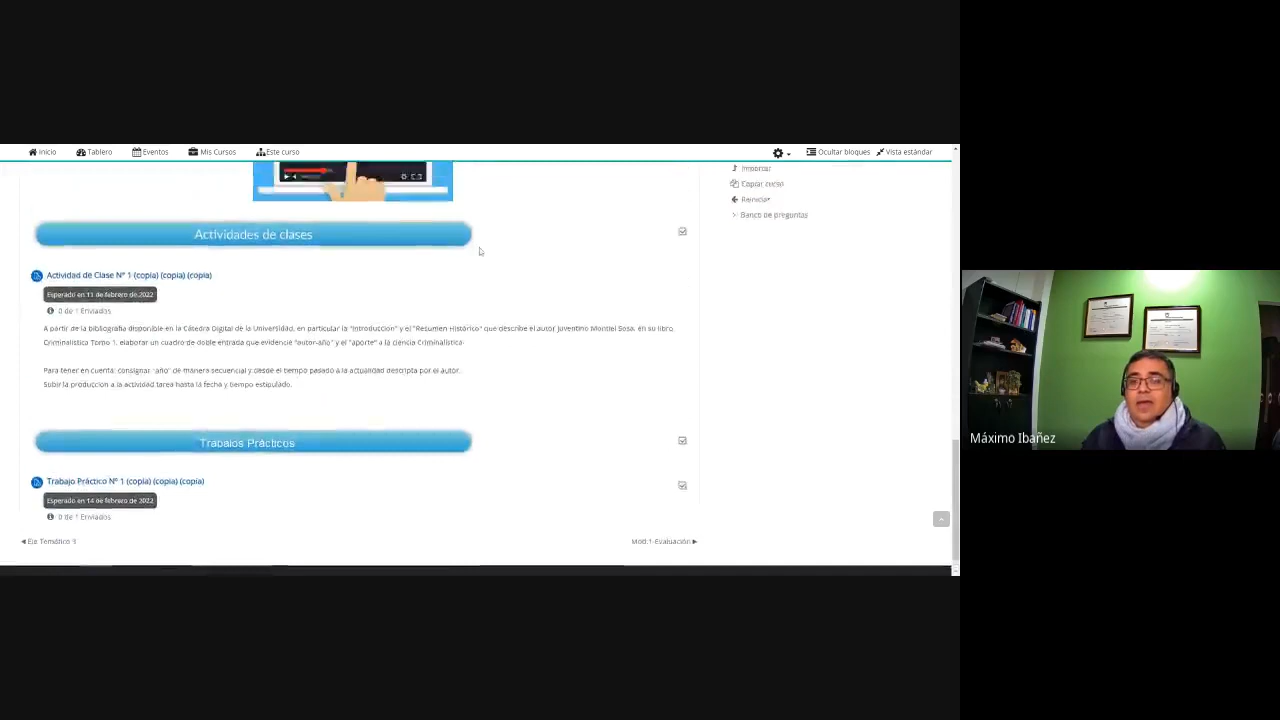 Inicio Tablero Eventos Mis Cursos Este curso Ocultar bloques Vista estándar
Importar
Copiar curso
Reiniciar
Banco de preguntas
Actividades de clases
Actividad de Clase Nº 1 (copia) (copia) (copia)
Esperado en 11 de febrero de 2022
0 de 1 Enviados
A partir de la bibliografía disponible en la Cátedra Digital de la Universidad, en particular la "Introducción" y el "Resumen Histórico" que describe el autor Juventino Montiel Sosa, en su libro
Criminalística Tomo 1, elaborar un cuadro de doble entrada que evidencie "autor-año" y el "aporte" a la ciencia Criminalística.
Para tener en cuenta: consignar "año" de manera secuencial y desde el tiempo pasado a la actualidad descripta por el autor.
Subir la producción a la actividad tarea hasta la fecha y tiempo estipulado.
Trabajos Prácticos
Trabajo Práctico Nº 1 (copia) (copia) (copia)
Esperado en 14 de febrero de 2022
0 de 1 Enviados
Eje Temático 1
Mod.1-Evaluación
Máximo Ibañez